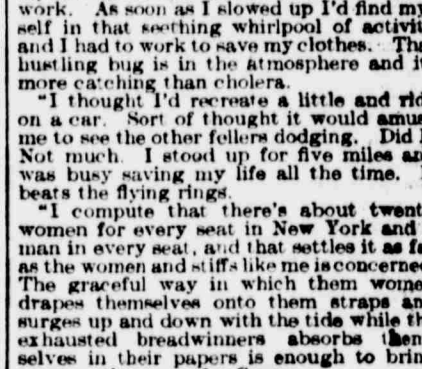 work. As soon as I slowed up I'd find my
self in that seething whirlpool of activit
and I had to work to save my clothes. Tha
hustling bug is in the atmosphere and i
more catching than cholera.
"I thought I'd recreate a little and rid
on a car. Sort of thought it would amus
me to see the other fellers dodging. Did I
Not much. I stood up for five miles an
was busy saving my life all the time.
beats the flying rings.
"I compute that there's about twent
women for every seat in New York and
man in every seat, and that settles it as fa
as the women and stiffs like me is concerne
The graceful way in which them wome
drapes themselves onto them straps an
surges up and down with the tide while th
exhausted breadwinners absorbs them
selves in their papers is enough to brin